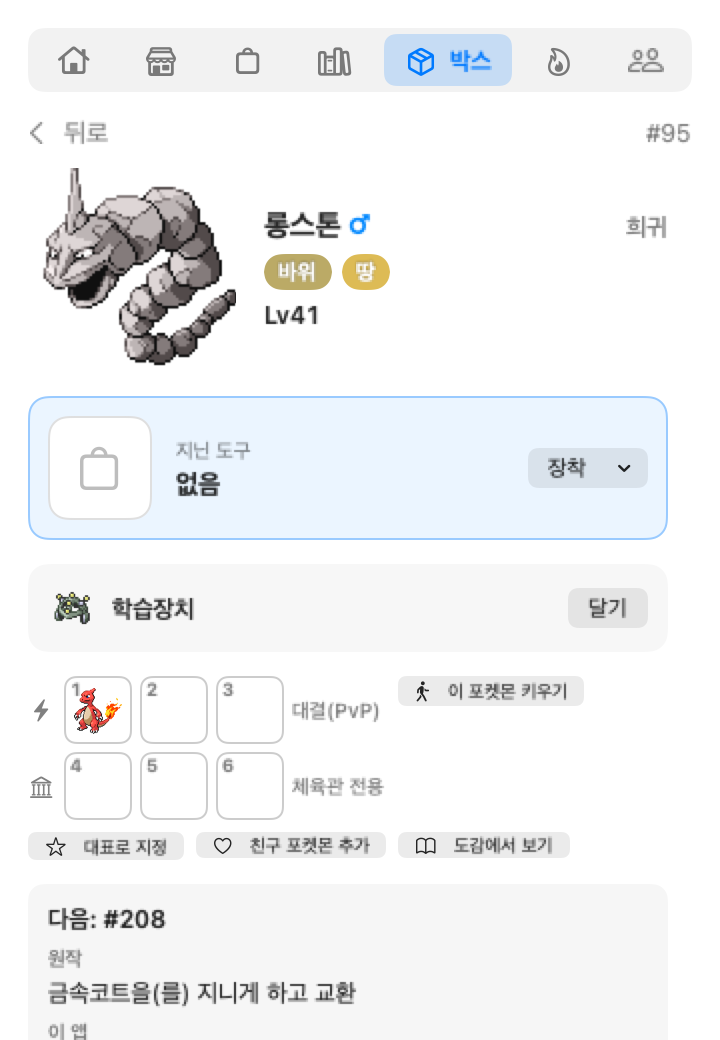 박스
뒤로
#95
롱스톤 ♂
희귀
바위 땅
Lv41
지닌 도구
없음
장착
학습장치
달기
1 2 3
대결(PvP)
이 포켓몬 키우기
4 5 6
체육관 전용
대표로 지정
친구 포켓몬 추가
도감에서 보기
다음: #208
원작
금속코트을(를) 지니게 하고 교환
이 앱